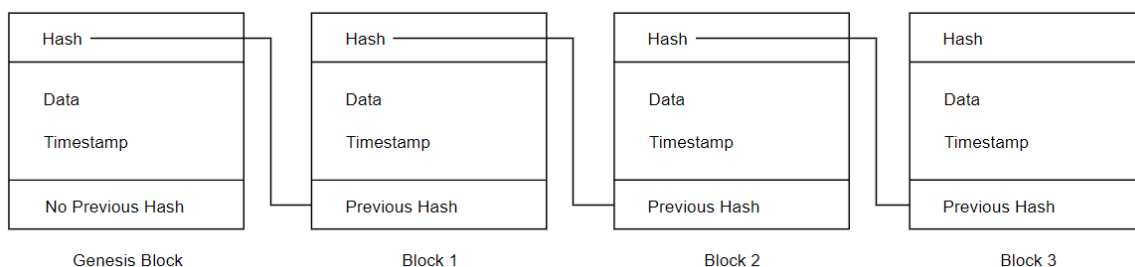 Hash
Data
Timestamp
No Previous Hash
Genesis Block
Hash
Data
Timestamp
Previous Hash
Block 1
Hash
Data
Timestamp
Previous Hash
Block 2
Hash
Data
Timestamp
Previous Hash
Block 3